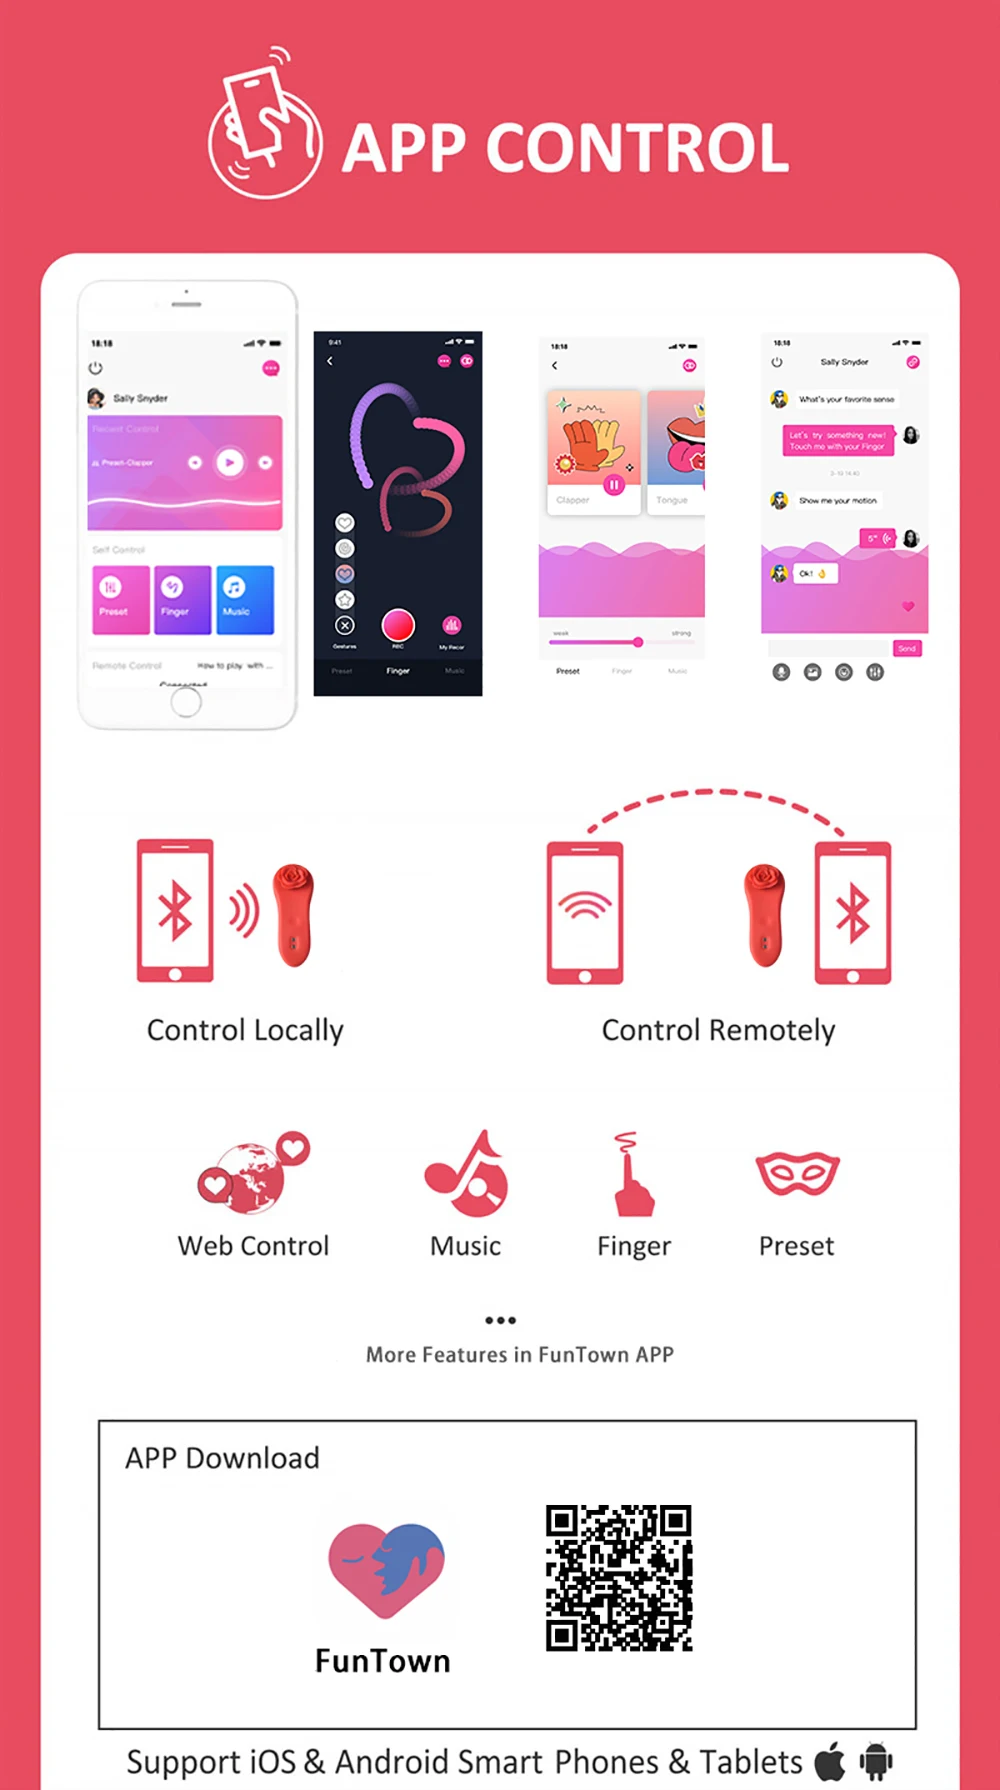 APP CONTROL
18:18
Sally Snyder
Recent Control
Preset-Clapper
Self Control
Preset
Finger
Music
Remote Control
How to play with ...
Connected
9:41
Gestures
REC
My Recor
Preset
Finger
Music
18:18
Clapper
Tongue
weak
strong
Preset
Finger
Music
18:18
Sally Snyder
What's your favorite sense
Let's try something new!
Touch me with your Finger
3-10 14:40
Show me your motion
5"
Ok! 👌
Send
Control Locally
Control Remotely
Web Control
Music
Finger
Preset
•••
More Features in FunTown APP
APP Download
FunTown
Support iOS & Android Smart Phones & Tablets